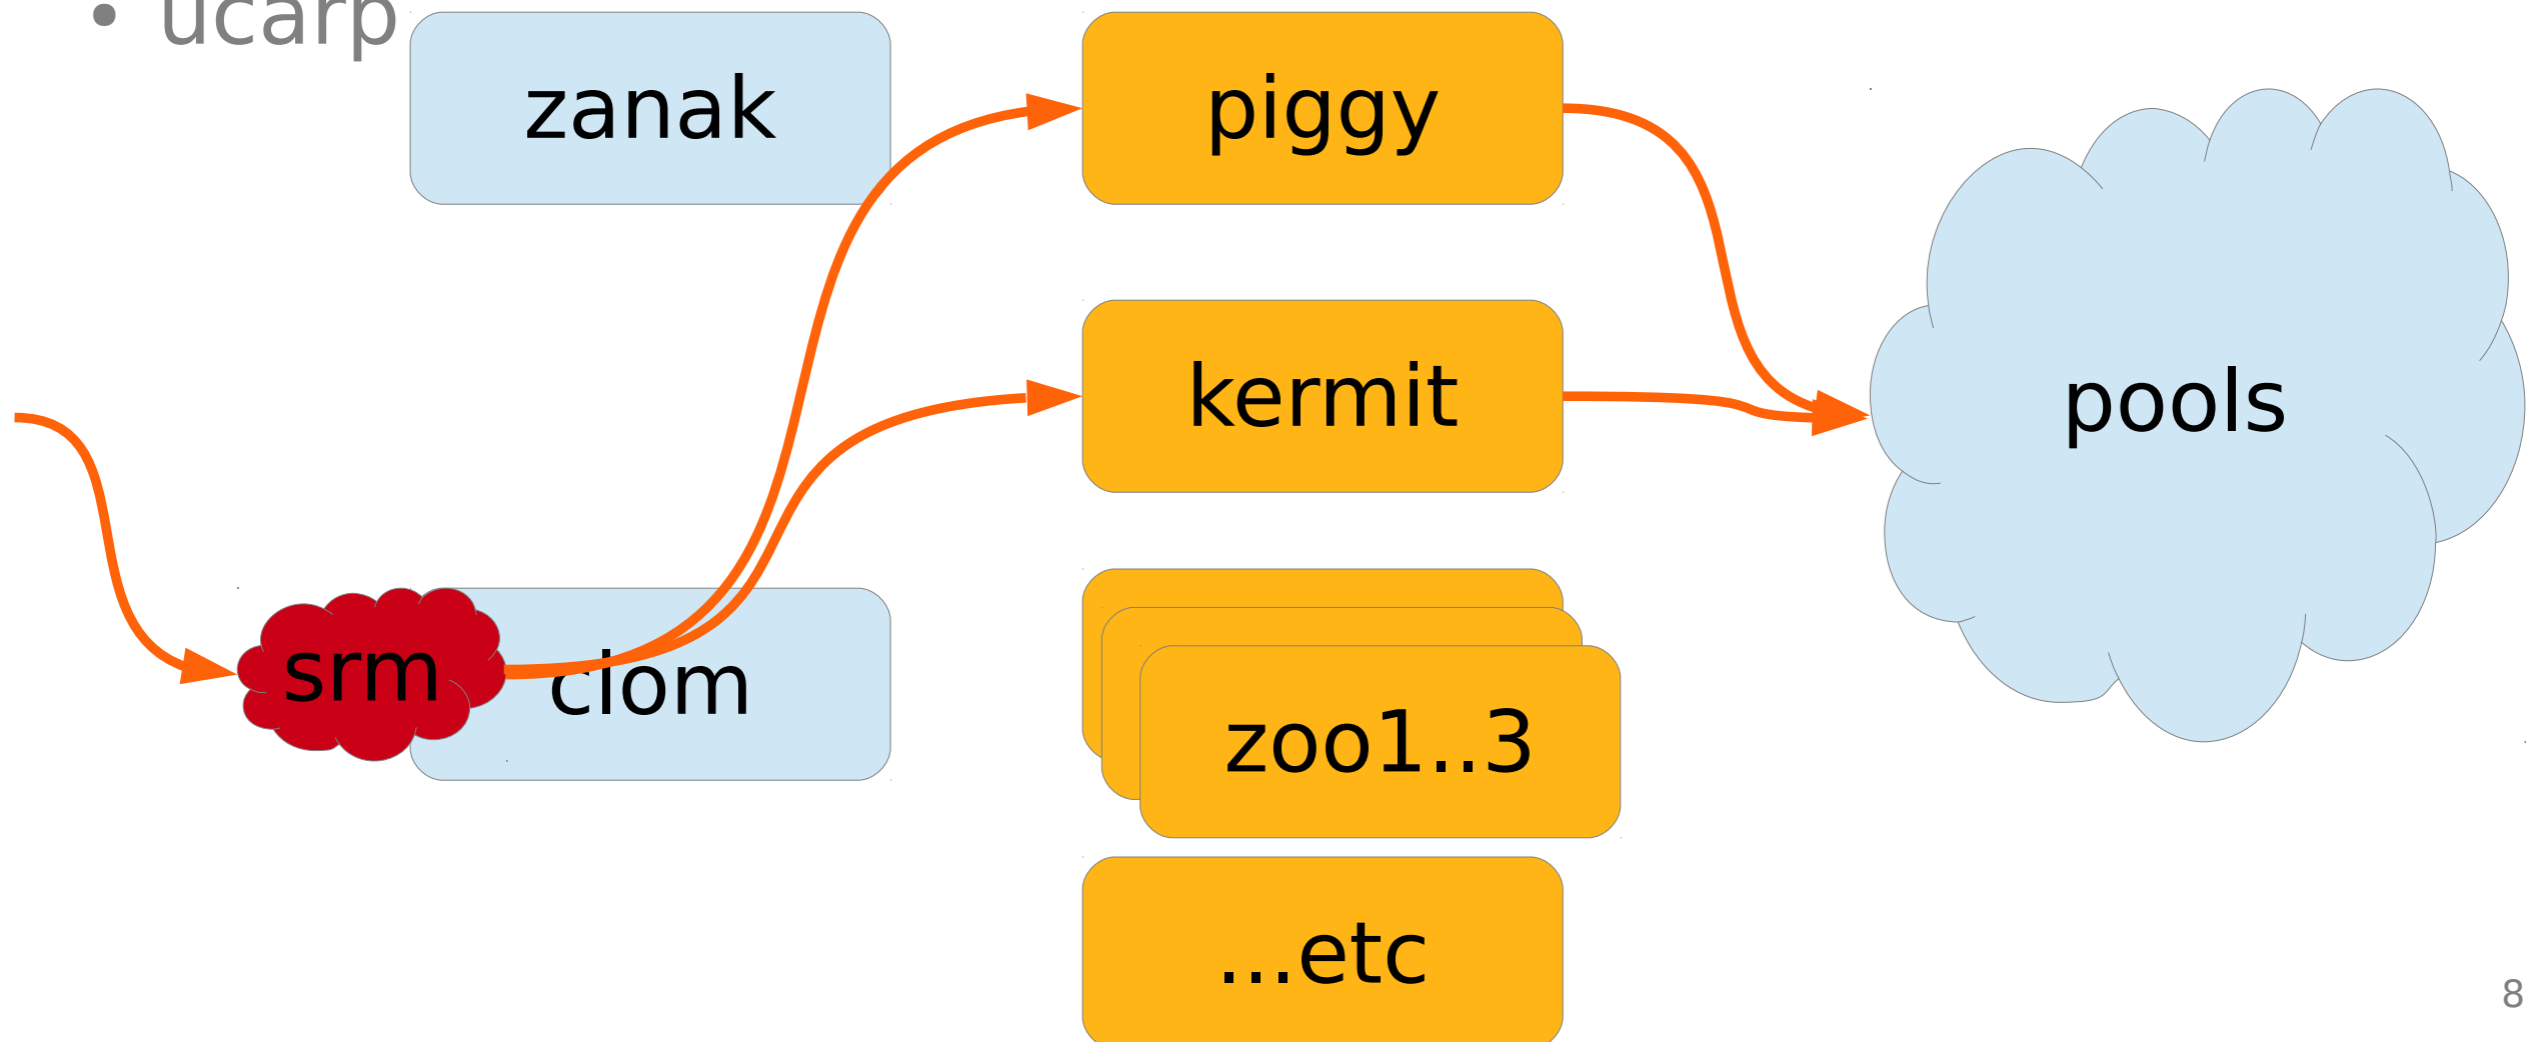 • ucarp
zanak
piggy
kermit
pools
srm
clom
zoo1..3
...etc
8